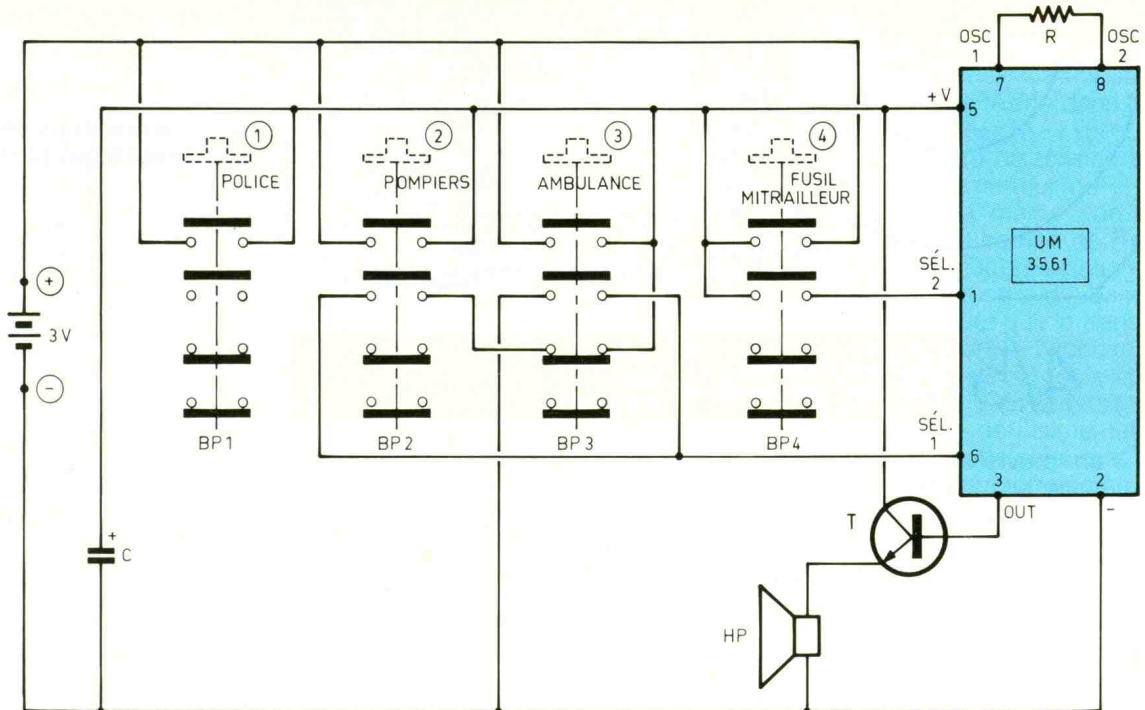 OSC 1
R
OSC 2
7
8
+V
5
1
2
3
4
POLICE
POMPIERS
AMBULANCE
FUSIL
MITRAILLEUR
UM
3561
+
3V
-
SÉL.
2
1
BP1
BP2
BP3
BP4
SÉL.
1
6
3
2
OUT
-
T
+
C
HP